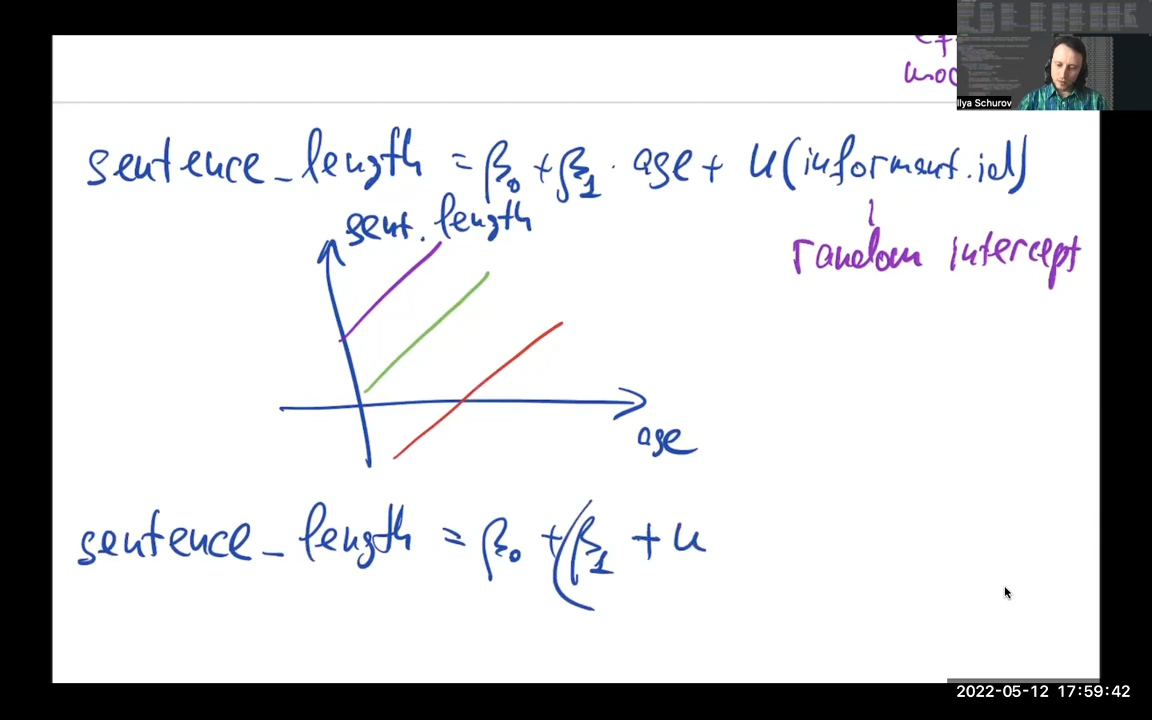 Ilya Schurov
sentence_length = β₀ + β₁ · age + u(informant.id)
sent. length
random intercept
age
sentence_length = β₀ + (β₁ + u
2022-05-12 17:59:42